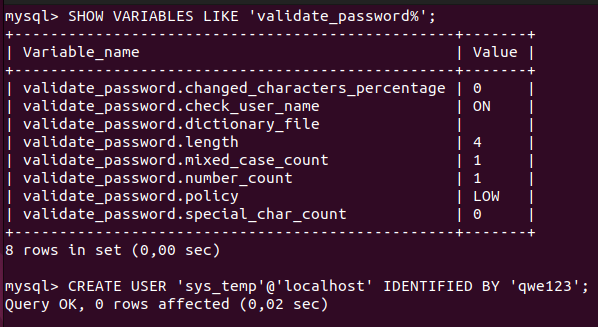 mysql> SHOW VARIABLES LIKE 'validate_password%';
+--------------------------------------+-------+
| Variable_name | Value |
+--------------------------------------+-------+
| validate_password.changed_characters_percentage | 0 |
| validate_password.check_user_name | ON |
| validate_password.dictionary_file | |
| validate_password.length | 4 |
| validate_password.mixed_case_count | 1 |
| validate_password.number_count | 1 |
| validate_password.policy | LOW |
| validate_password.special_char_count | 0 |
+--------------------------------------+-------+
8 rows in set (0,00 sec)
mysql> CREATE USER 'sys_temp'@'localhost' IDENTIFIED BY 'qwe123';
Query OK, 0 rows affected (0,02 sec)